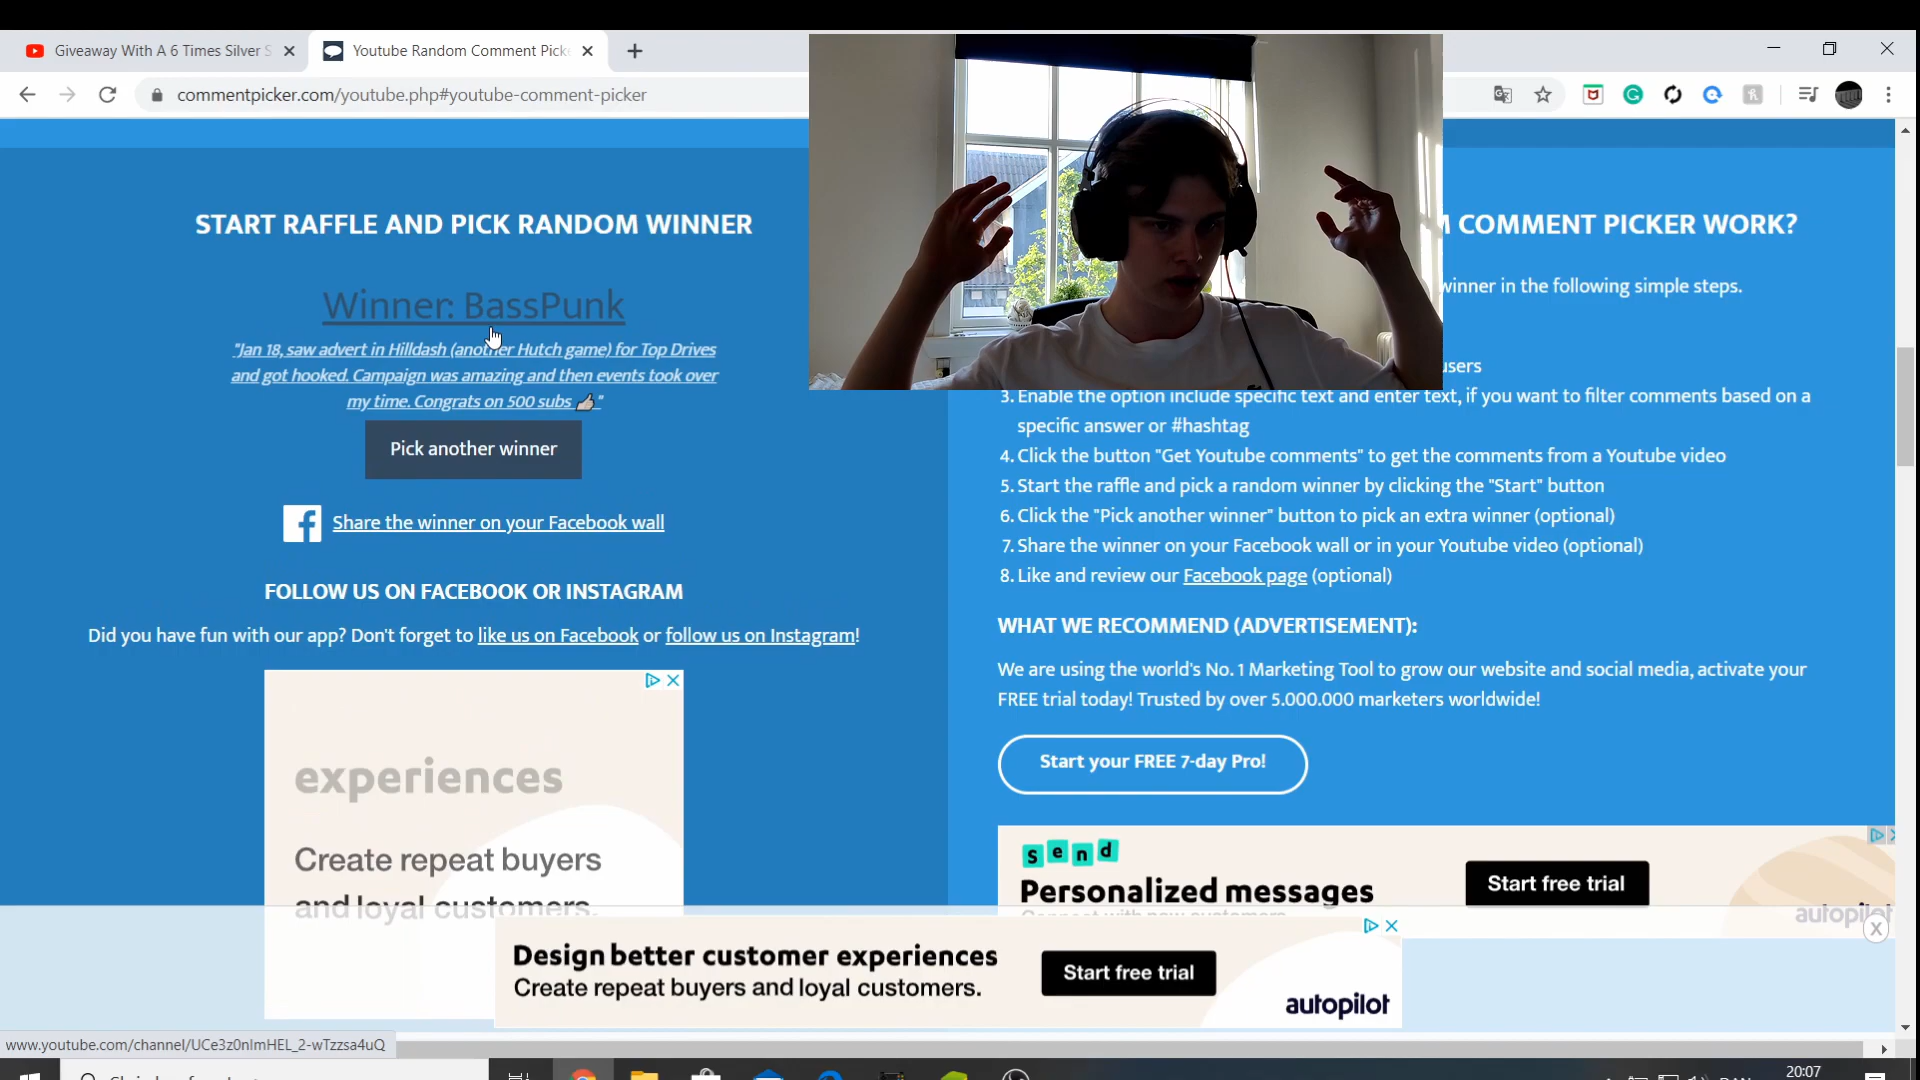 Giveaway With A 6 Times Silver S
Youtube Random Comment Pick
commentpicker.com/youtube.php#youtube-comment-picker
START RAFFLE AND PICK RANDOM WINNER
Winner: BassPunk
"Jan 18, saw advert in Hilldash (another Hutch game) for Top Drives
and got hooked. Campaign was amazing and then events took over
my time. Congrats on 500 subs 👍"
Pick another winner
Share the winner on your Facebook wall
FOLLOW US ON FACEBOOK OR INSTAGRAM
Did you have fun with our app? Don't forget to like us on Facebook or follow us on Instagram!
experiences
Create repeat buyers
and loyal customers.
COMMENT PICKER WORK?
winner in the following simple steps.
users
3. Enable the option include specific text and enter text, if you want to filter comments based on a
specific answer or #hashtag
4. Click the button "Get Youtube comments" to get the comments from a Youtube video
5. Start the raffle and pick a random winner by clicking the "Start" button
6. Click the "Pick another winner" button to pick an extra winner (optional)
7. Share the winner on your Facebook wall or in your Youtube video (optional)
8. Like and review our Facebook page (optional)
WHAT WE RECOMMEND (ADVERTISEMENT):
We are using the world's No. 1 Marketing Tool to grow our website and social media, activate your
FREE trial today! Trusted by over 5.000.000 marketers worldwide!
Start your FREE 7-day Pro!
Send
Personalized messages
Connect with new customers
Start free trial
autopilot
Design better customer experiences
Create repeat buyers and loyal customers.
Start free trial
autopilot
X
www.youtube.com/channel/UCe3z0nImHEL_2-wTzzsa4uQ
20:07